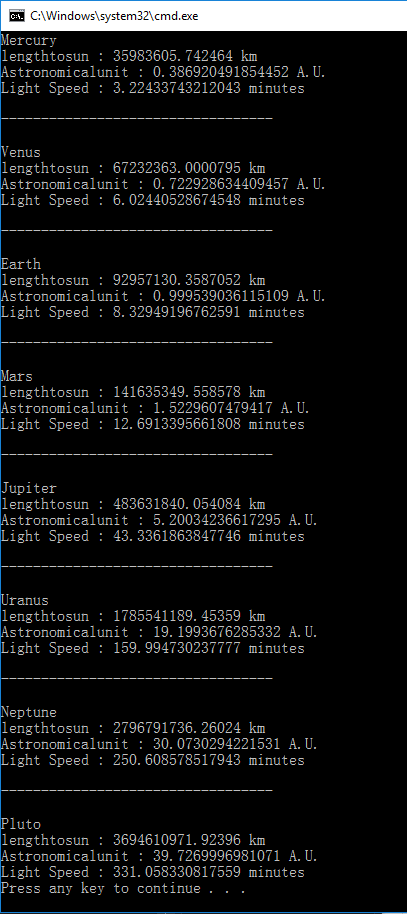 C:\Windows\system32\cmd.exe
Mercury
lengthtosun : 35983605.742464 km
Astronomicalunit : 0.386920491854452 A.U.
Light Speed : 3.22433743212043 minutes
----------------------------------
Venus
lengthtosun : 67232363.0000795 km
Astronomicalunit : 0.722928634409457 A.U.
Light Speed : 6.02440528674548 minutes
----------------------------------
Earth
lengthtosun : 92957130.3587052 km
Astronomicalunit : 0.999539036115109 A.U.
Light Speed : 8.32949196762591 minutes
----------------------------------
Mars
lengthtosun : 141635349.558578 km
Astronomicalunit : 1.5229607479417 A.U.
Light Speed : 12.6913395661808 minutes
----------------------------------
Jupiter
lengthtosun : 483631840.054084 km
Astronomicalunit : 5.20034236617295 A.U.
Light Speed : 43.3361863847746 minutes
----------------------------------
Uranus
lengthtosun : 1785541189.45359 km
Astronomicalunit : 19.1993676285332 A.U.
Light Speed : 159.994730237777 minutes
----------------------------------
Neptune
lengthtosun : 2796791736.26024 km
Astronomicalunit : 30.0730294221531 A.U.
Light Speed : 250.608578517943 minutes
----------------------------------
Pluto
lengthtosun : 3694610971.92396 km
Astronomicalunit : 39.7269996981071 A.U.
Light Speed : 331.058330817559 minutes
Press any key to continue . . .